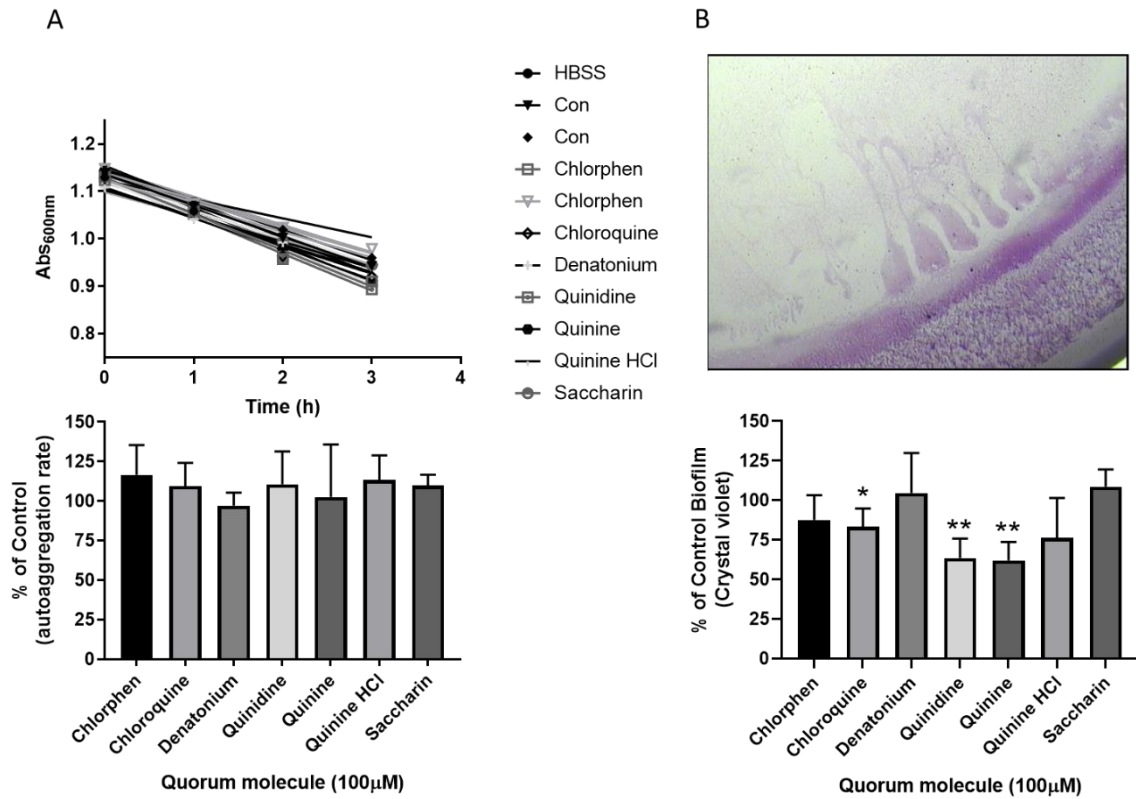 A
1.2
1.1
1.0
0.9
0.8
Abs600nm
0
1
2
3
4
Time (h)
HBSS
Con
Con
Chlorphen
Chlorphen
Chloroquine
Denatonium
Quinidine
Quinine
Quinine HCl
Saccharin
150
125
100
75
50
25
0
% of Control
(autoaggregation rate)
Chlorphen
Chloroquine
Denatonium
Quinidine
Quinine
Quinine HCl
Saccharin
Quorum molecule (100μM)
B
150
125
100
75
50
25
0
% of Control Biofilm
(Crystal violet)
*
**
**
Chlorphen
Chloroquine
Denatonium
Quinidine
Quinine
Quinine HCl
Saccharin
Quorum molecule (100μM)